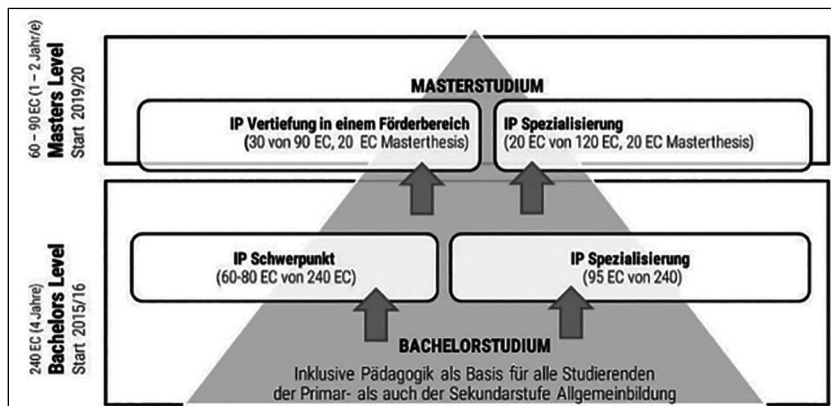 60 – 90 EC (1 – 2 Jahr/e)
Masters Level
Start 2019/20
MASTERSTUDIUM
IP Vertiefung in einem Förderbereich
(30 von 90 EC, 20 EC Masterthesis)
IP Spezialisierung
(20 EC von 120 EC, 20 EC Masterthesis)
240 EC (4 Jahre)
Bachelors Level
Start 2015/16
IP Schwerpunkt
(60-80 EC von 240 EC)
IP Spezialisierung
(95 EC von 240)
BACHELORSTUDIUM
Inklusive Pädagogik als Basis für alle Studierenden
der Primar- als auch der Sekundarstufe Allgemeinbildung